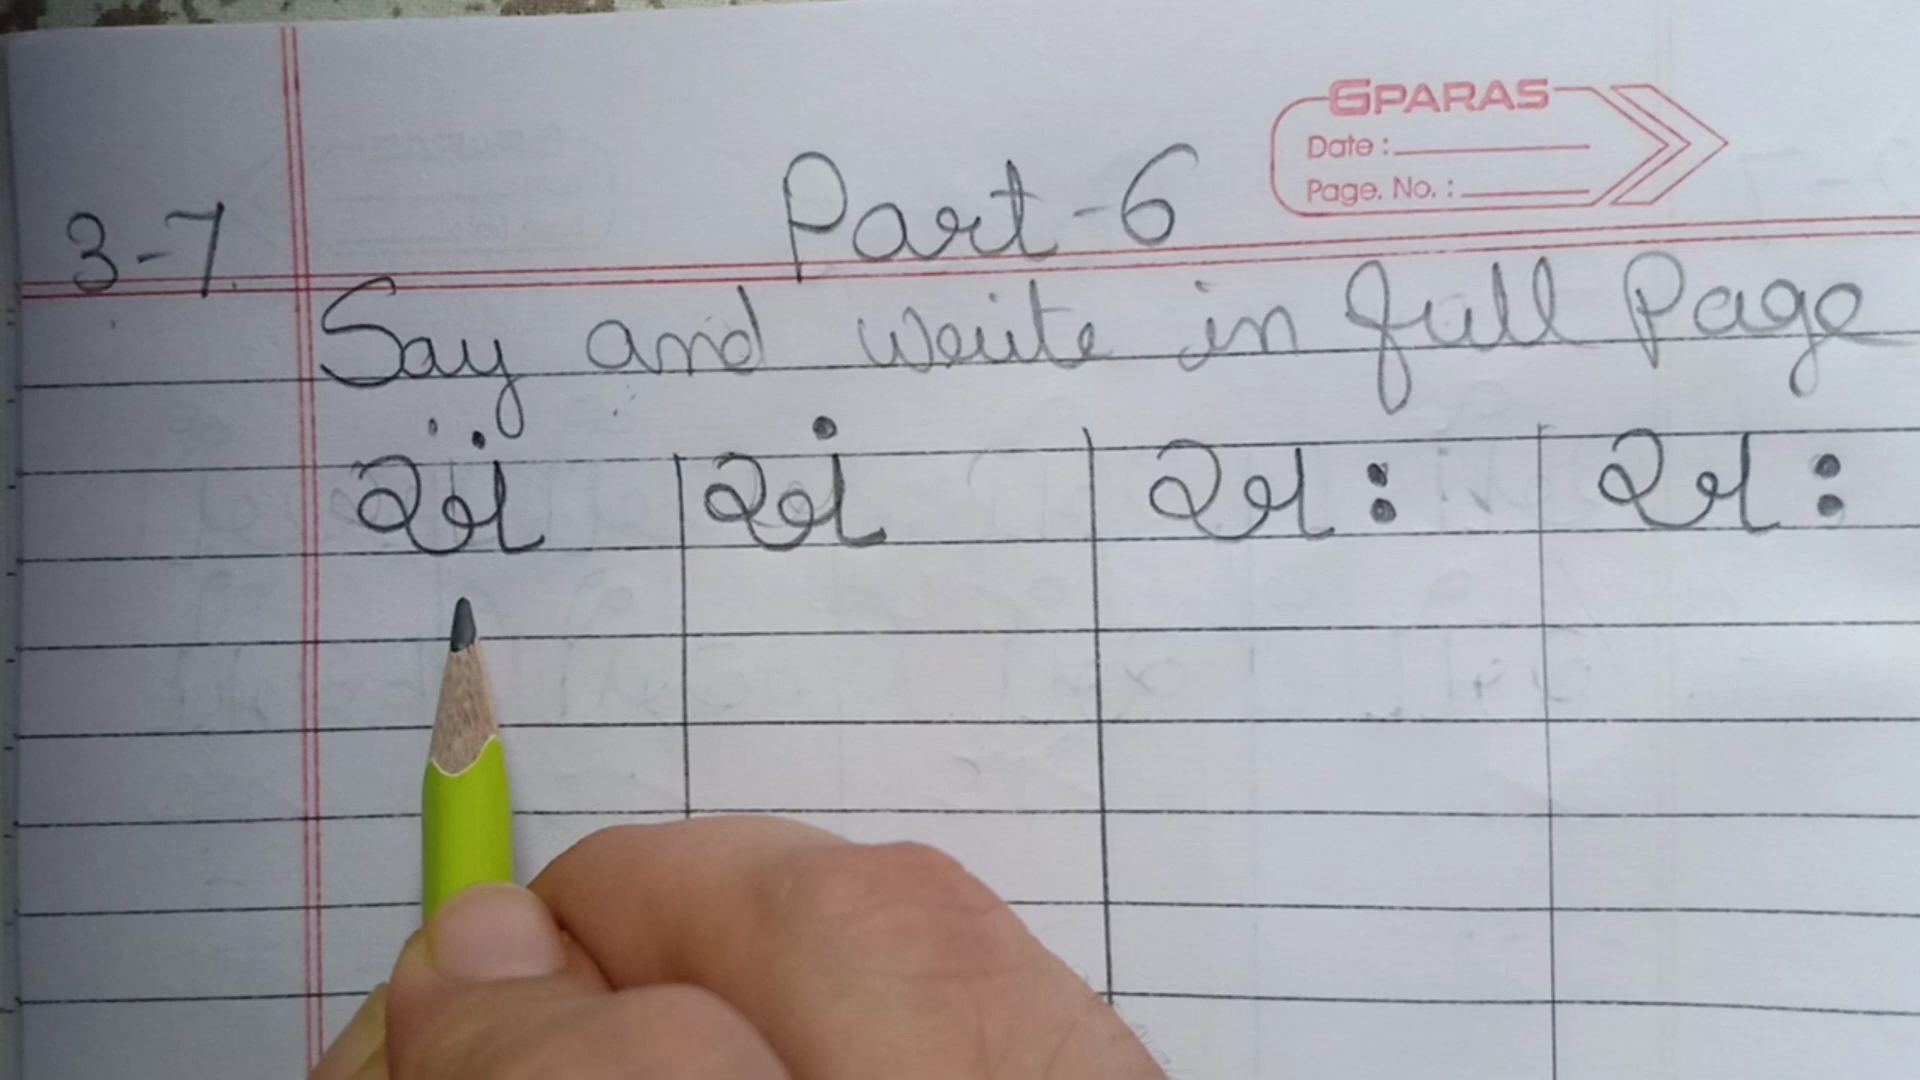 GPARAS
Date :
Page. No. :
3-7 Part-6
Say and write in full Page
અં અં અઃ અઃ